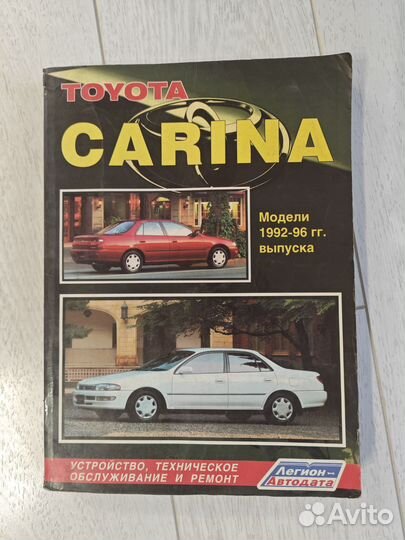 TOYOTA
CARINA
Модели
1992-96 гг.
выпуска
УСТРОЙСТВО, ТЕХНИЧЕСКОЕ
ОБСЛУЖИВАНИЕ И РЕМОНТ
Легион-
Автодата
Avito